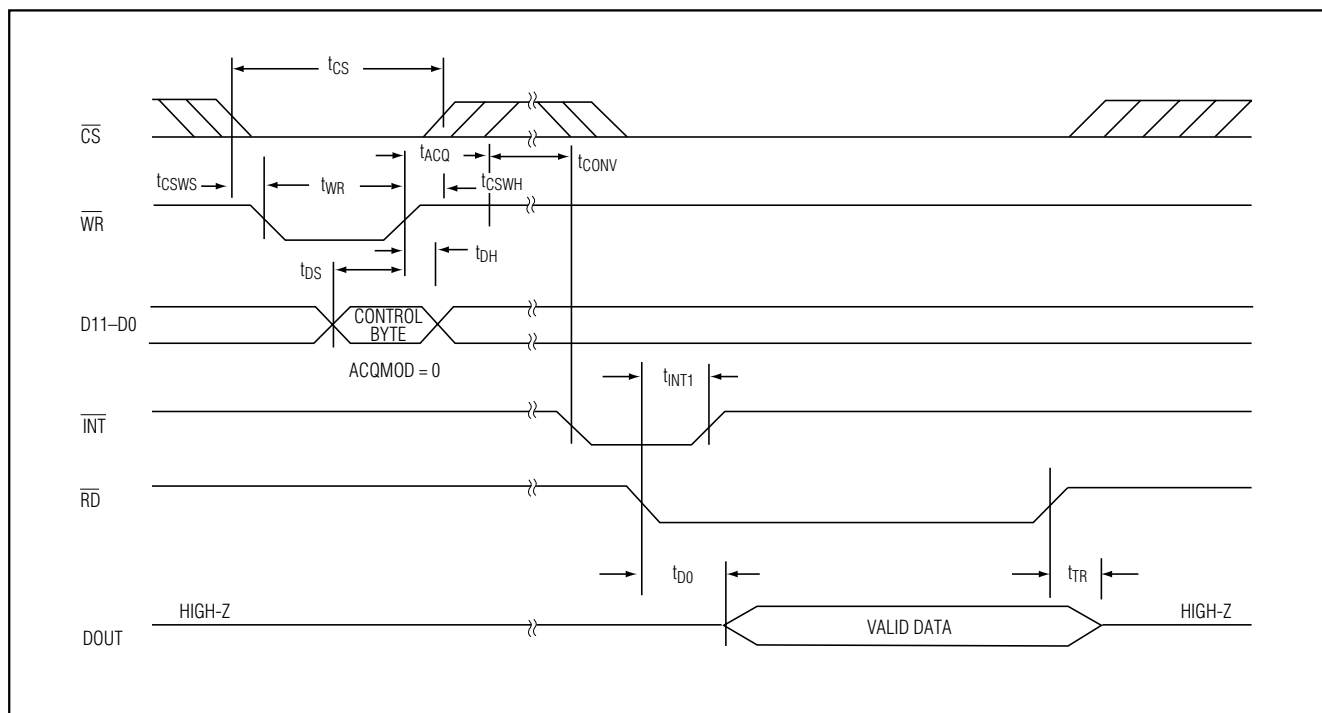 tCS
CS
tACQ
tCONV
tCSWS
tWR
tCSWH
WR
tDH
tDS
D11–D0
CONTROL
BYTE
ACQMOD = 0
tINT1
INT
RD
tD0
tTR
HIGH-Z
HIGH-Z
DOUT
VALID DATA